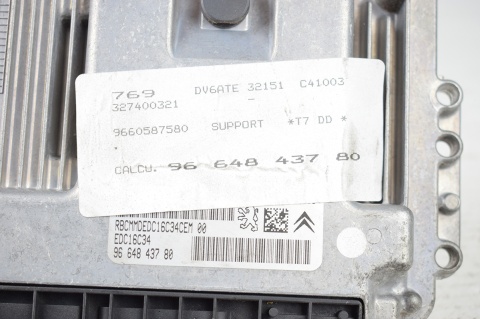 769 DV6ATE 32151 C41003
327400321 -
9660587580 SUPPORT *T7 DD *
.
CALCU. 96 648 437 80
RBCMMDEDC16C34CEM 00
EDC16C34
96 648 437 80